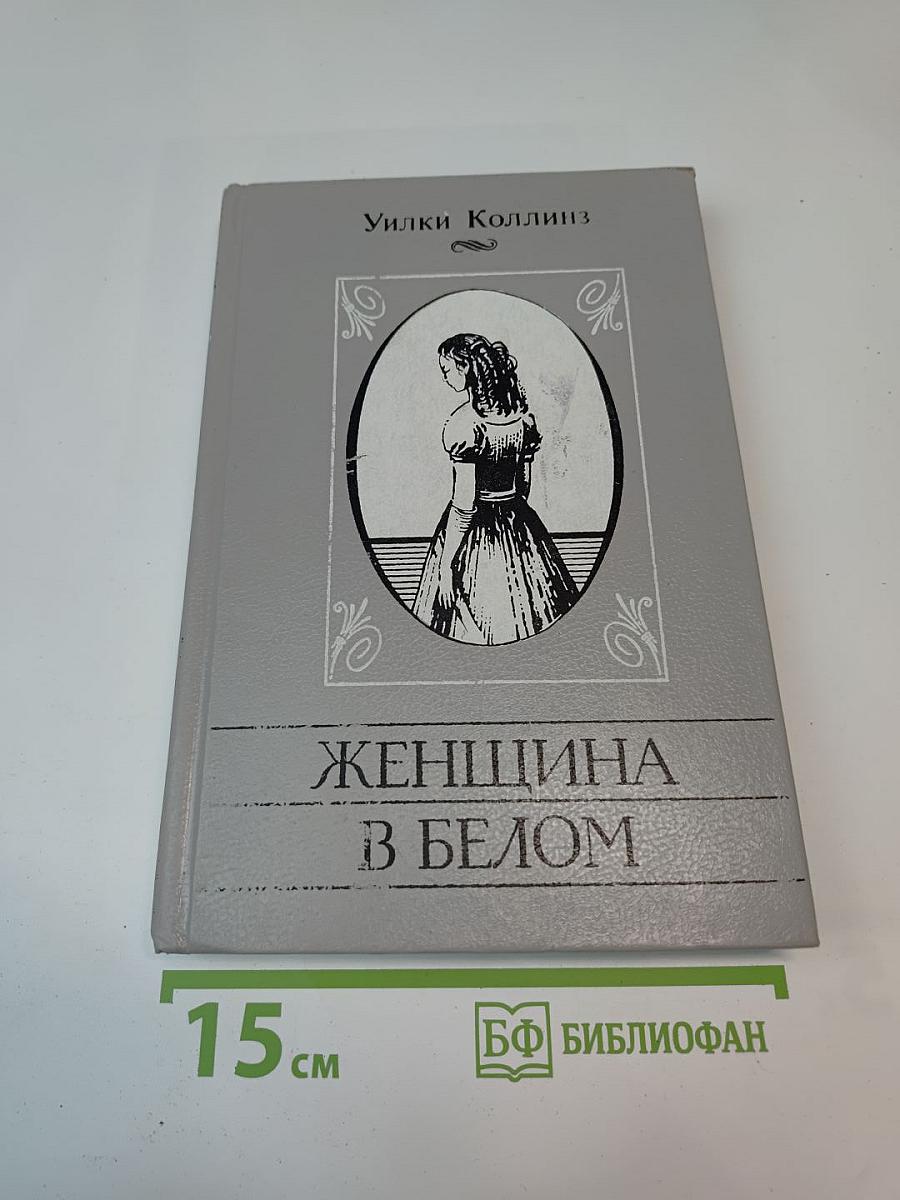 Уилки Коллинз
ЖЕНЩИНА
В БЕЛОМ
15 см
БФ БИБЛИОФАН